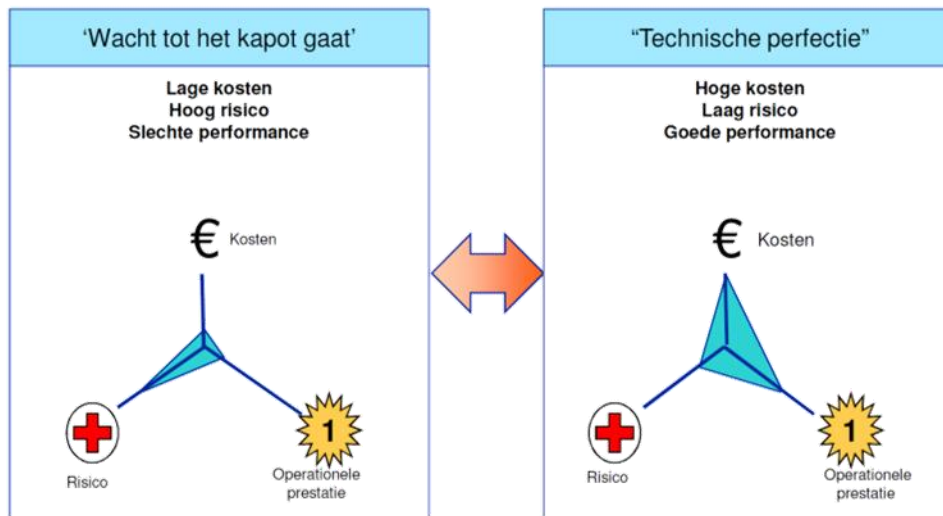 ‘Wacht tot het kapot gaat’
Lage kosten
Hoog risico
Slechte performance
€ Kosten
Risico
1
Operationele
prestatie
“Technische perfectie”
Hoge kosten
Laag risico
Goede performance
€ Kosten
Risico
1
Operationele
prestatie